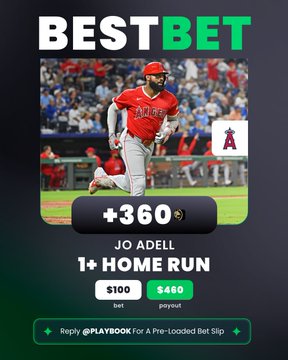 BESTBET
ANGELS
+360
JO ADELL
1+ HOME RUN
$100 $460
bet payout
Reply @PLAYBOOK For A Pre-Loaded Bet Slip